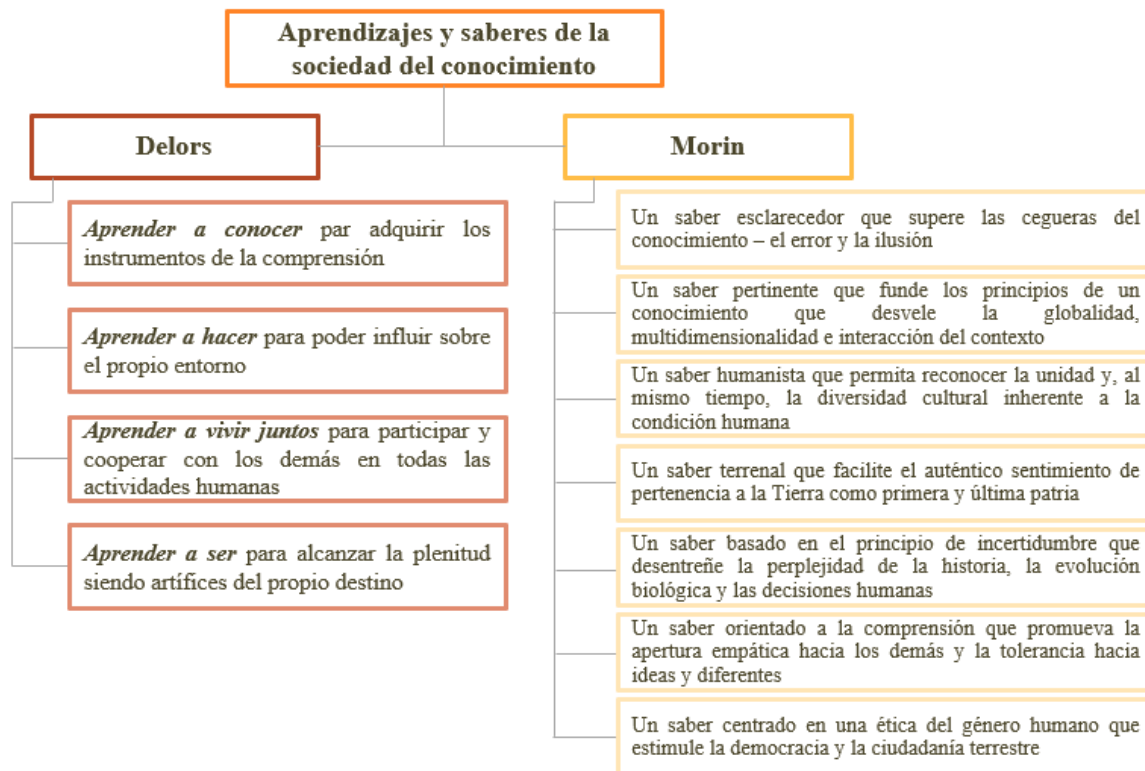 Aprendizajes y saberes de la
sociedad del conocimiento
Delors
Morin
Aprender a conocer par adquirir los
instrumentos de la comprensión
Aprender a hacer para poder influir sobre
el propio entorno
Aprender a vivir juntos para participar y
cooperar con los demás en todas las
actividades humanas
Aprender a ser para alcanzar la plenitud
siendo artífices del propio destino
Un saber esclarecedor que supere las cegueras del
conocimiento – el error y la ilusión
Un saber pertinente que funde los principios de un
conocimiento que desvele la globalidad,
multidimensionalidad e interacción del contexto
Un saber humanista que permita reconocer la unidad y, al
mismo tiempo, la diversidad cultural inherente a la
condición humana
Un saber terrenal que facilite el auténtico sentimiento de
pertenencia a la Tierra como primera y última patria
Un saber basado en el principio de incertidumbre que
desentreñe la perplejidad de la historia, la evolución
biológica y las decisiones humanas
Un saber orientado a la comprensión que promueva la
apertura empática hacia los demás y la tolerancia hacia
ideas y diferentes
Un saber centrado en una ética del género humano que
estimule la democracia y la ciudadanía terrestre